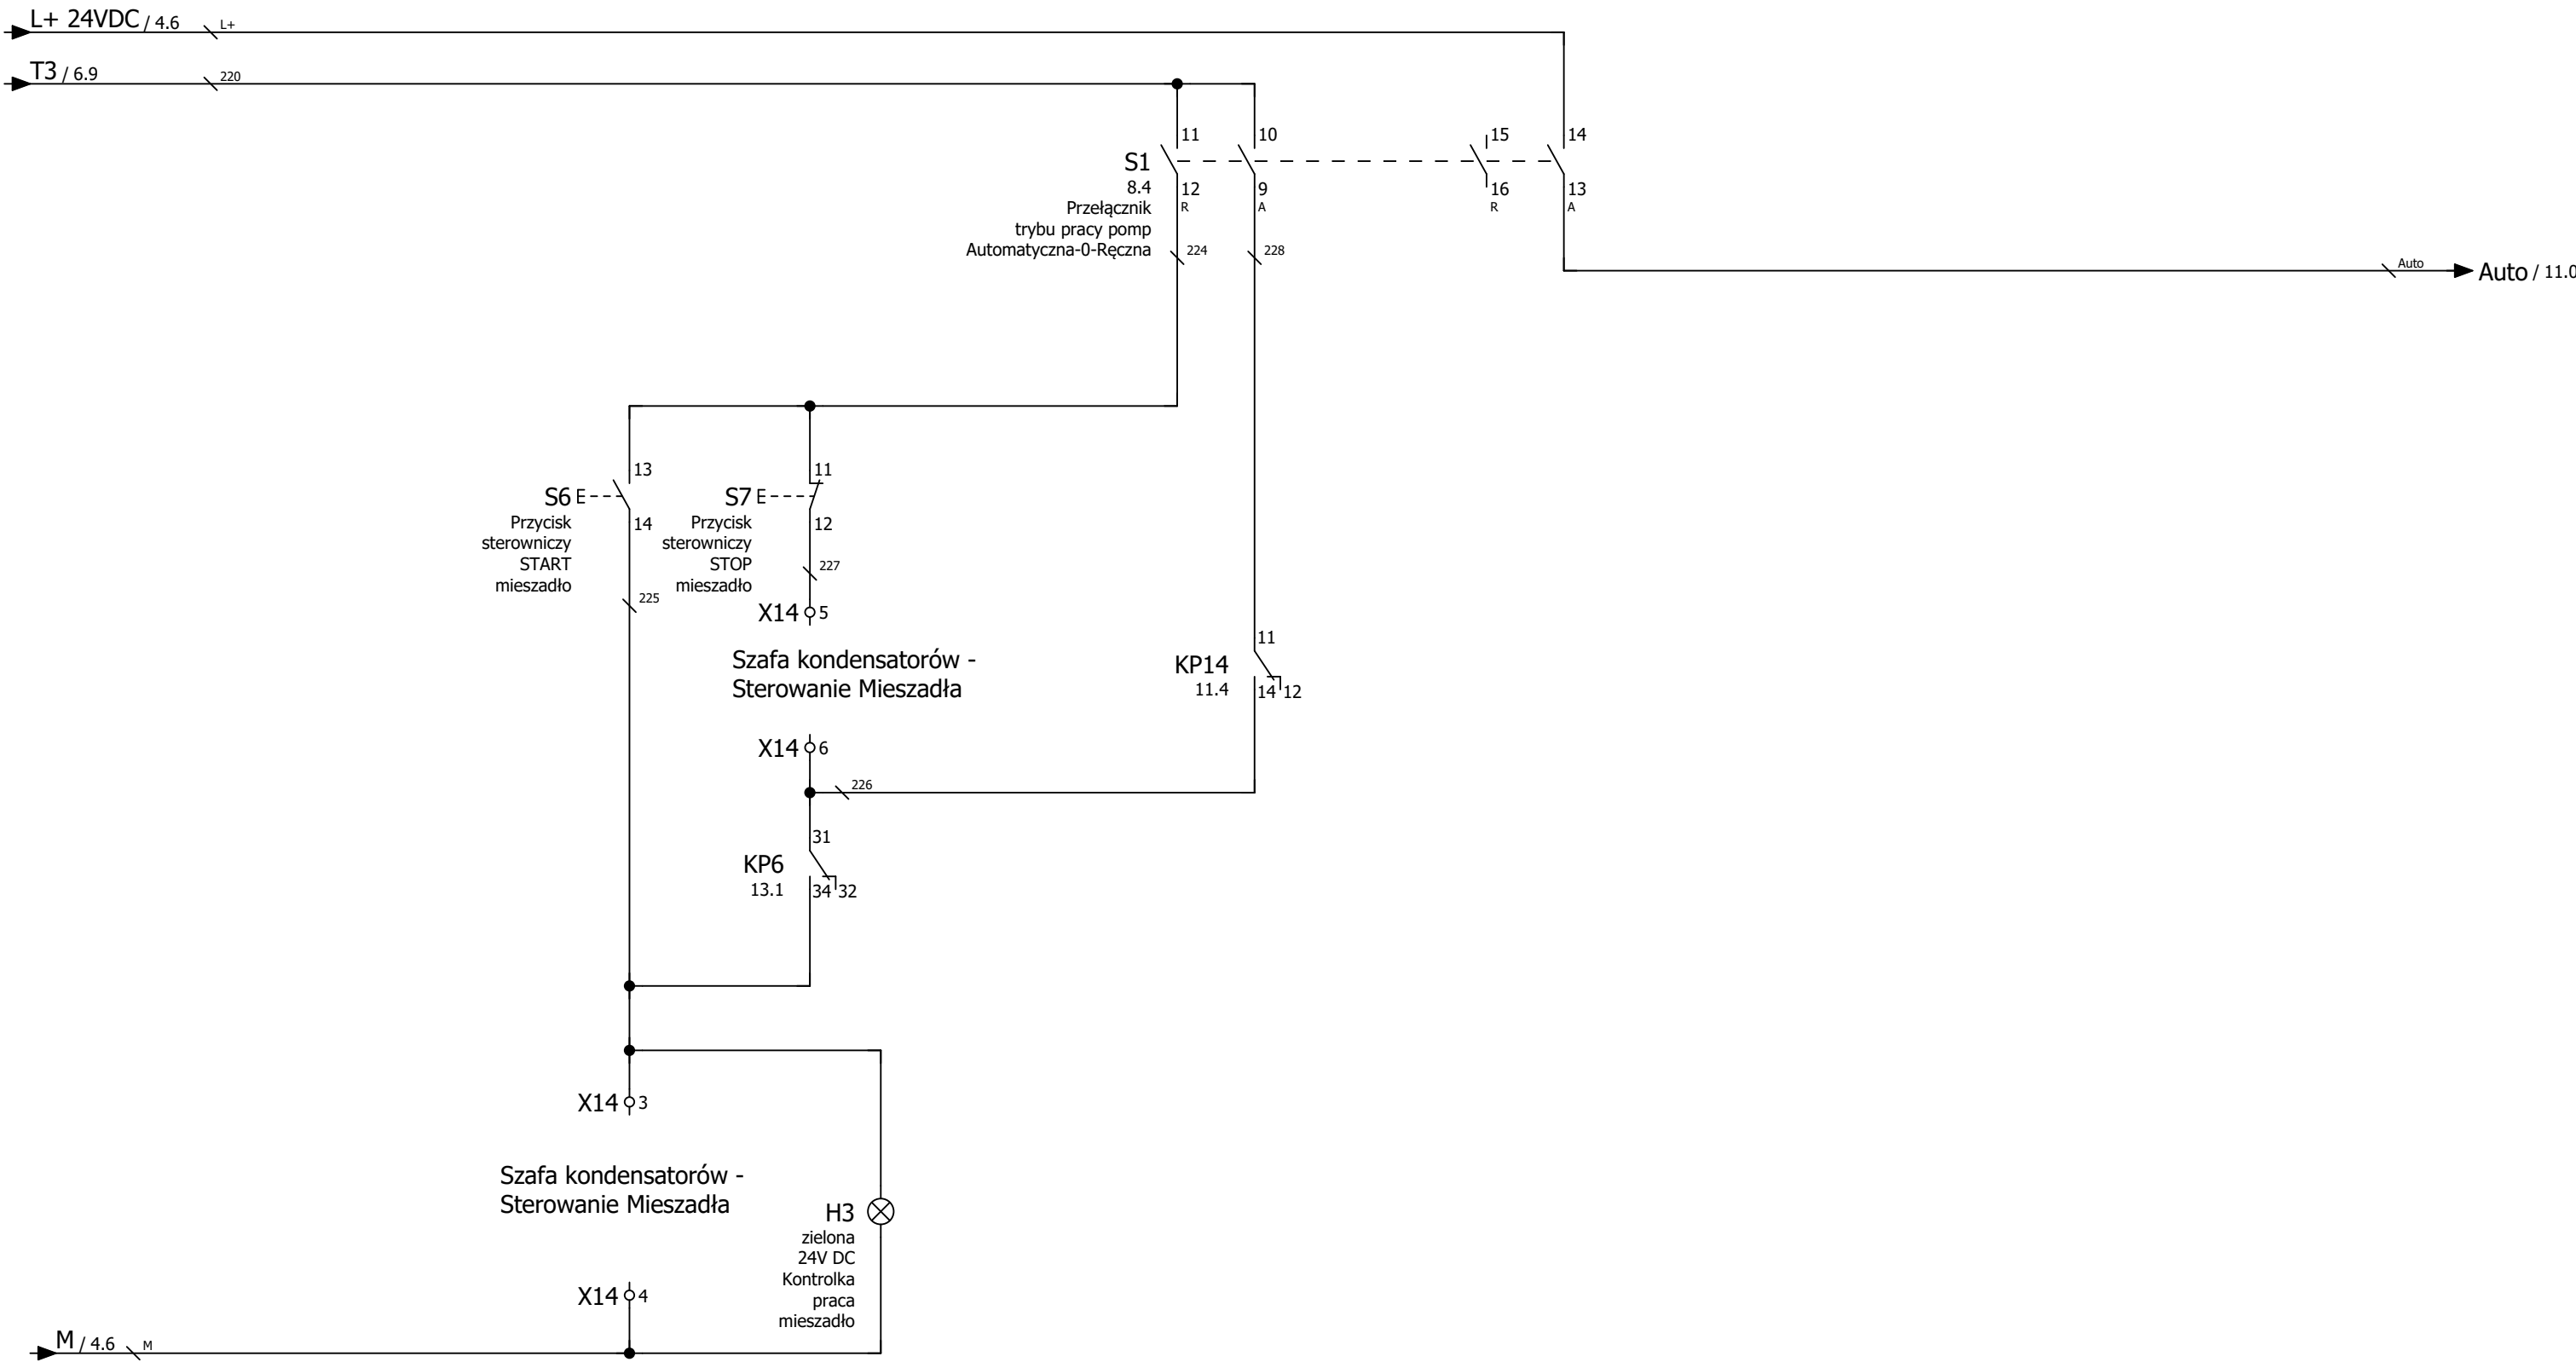 L+ 24VDC / 4.6 L+
T3 / 6.9 220
11 10 15 14
S1
8.4 12 9 16 13
Przełącznik R A R A
trybu pracy pomp
Automatyczna-0-Ręczna 224 228
Auto Auto / 11.0
13 11
S6 E S7 E
Przycisk 14 Przycisk 12
sterowniczy sterowniczy
START STOP 227
mieszadło mieszadło
225
X14 5
11
Szafa kondensatorów -
Sterowanie Mieszadła
KP14
11.4 14 12
X14 6
226
31
KP6
13.1 34 32
X14 3
Szafa kondensatorów -
Sterowanie Mieszadła
H3
zielona
24V DC
Kontrolka
praca
mieszadło
X14 4
M / 4.6 M